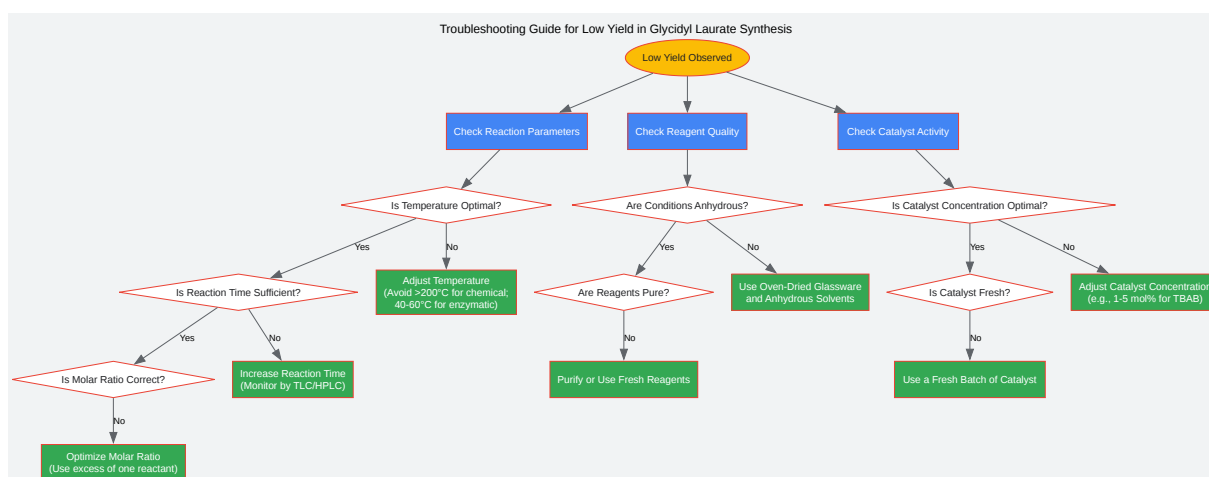 Troubleshooting Guide for Low Yield in Glycidyl Laurate Synthesis
Low Yield Observed
Check Reaction Parameters
Check Reagent Quality
Check Catalyst Activity
Is Temperature Optimal?
Are Conditions Anhydrous?
Is Catalyst Concentration Optimal?
Yes
No
Yes
No
Yes
No
Is Reaction Time Sufficient?
Adjust Temperature
(Avoid >200°C for chemical;
40-60°C for enzymatic)
Are Reagents Pure?
Use Oven-Dried Glassware
and Anhydrous Solvents
Is Catalyst Fresh?
Adjust Catalyst Concentration
(e.g., 1-5 mol% for TBAB)
Yes
No
No
No
Is Molar Ratio Correct?
Increase Reaction Time
(Monitor by TLC/HPLC)
Purify or Use Fresh Reagents
Use a Fresh Batch of Catalyst
No
Optimize Molar Ratio
(Use excess of one reactant)